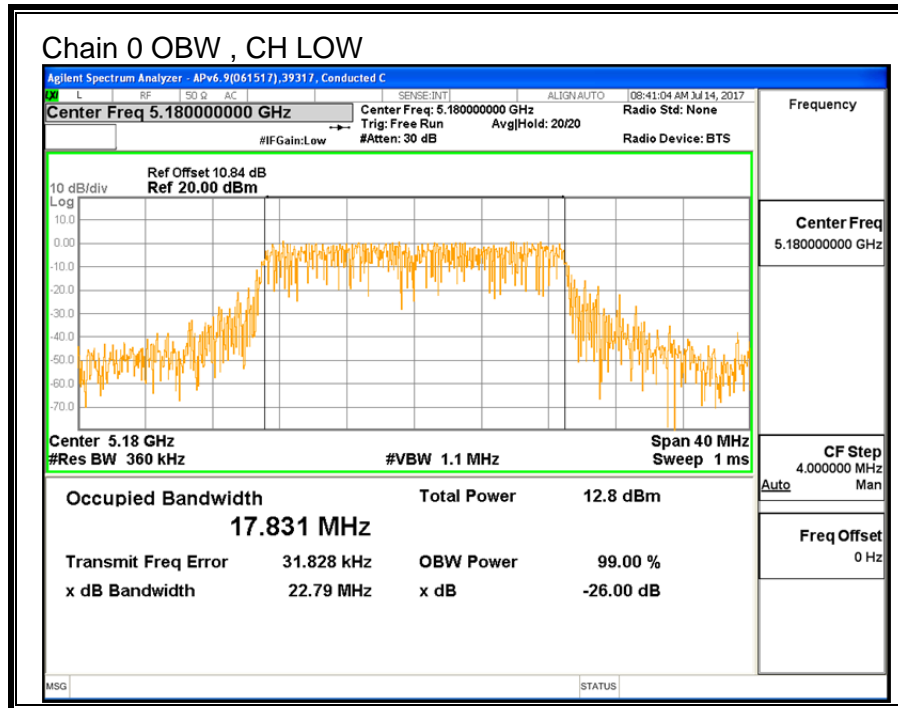 Chain 0 OBW , CH LOW
Agilent Spectrum Analyzer - APv6.9(061517),39317, Conducted C
LXI L RF 50 Ω AC SENSE:INT ALIGN AUTO 08:41:04 AM Jul 14, 2017
Center Freq 5.180000000 GHz
Center Freq: 5.180000000 GHz
Radio Std: None
Trig: Free Run Avg|Hold: 20/20
#IFGain:Low #Atten: 30 dB Radio Device: BTS
Ref Offset 10.84 dB
10 dB/div Ref 20.00 dBm
Log
10.0
0.00
-10.0
-20.0
-30.0
-40.0
-50.0
-60.0
-70.0
Center 5.18 GHz Span 40 MHz
#Res BW 360 kHz #VBW 1.1 MHz Sweep 1 ms
Occupied Bandwidth Total Power 12.8 dBm
17.831 MHz
Transmit Freq Error 31.828 kHz OBW Power 99.00 %
x dB Bandwidth 22.79 MHz x dB -26.00 dB
MSG STATUS
Frequency
Center Freq
5.180000000 GHz
CF Step
4.000000 MHz
Auto Man
Freq Offset
0 Hz